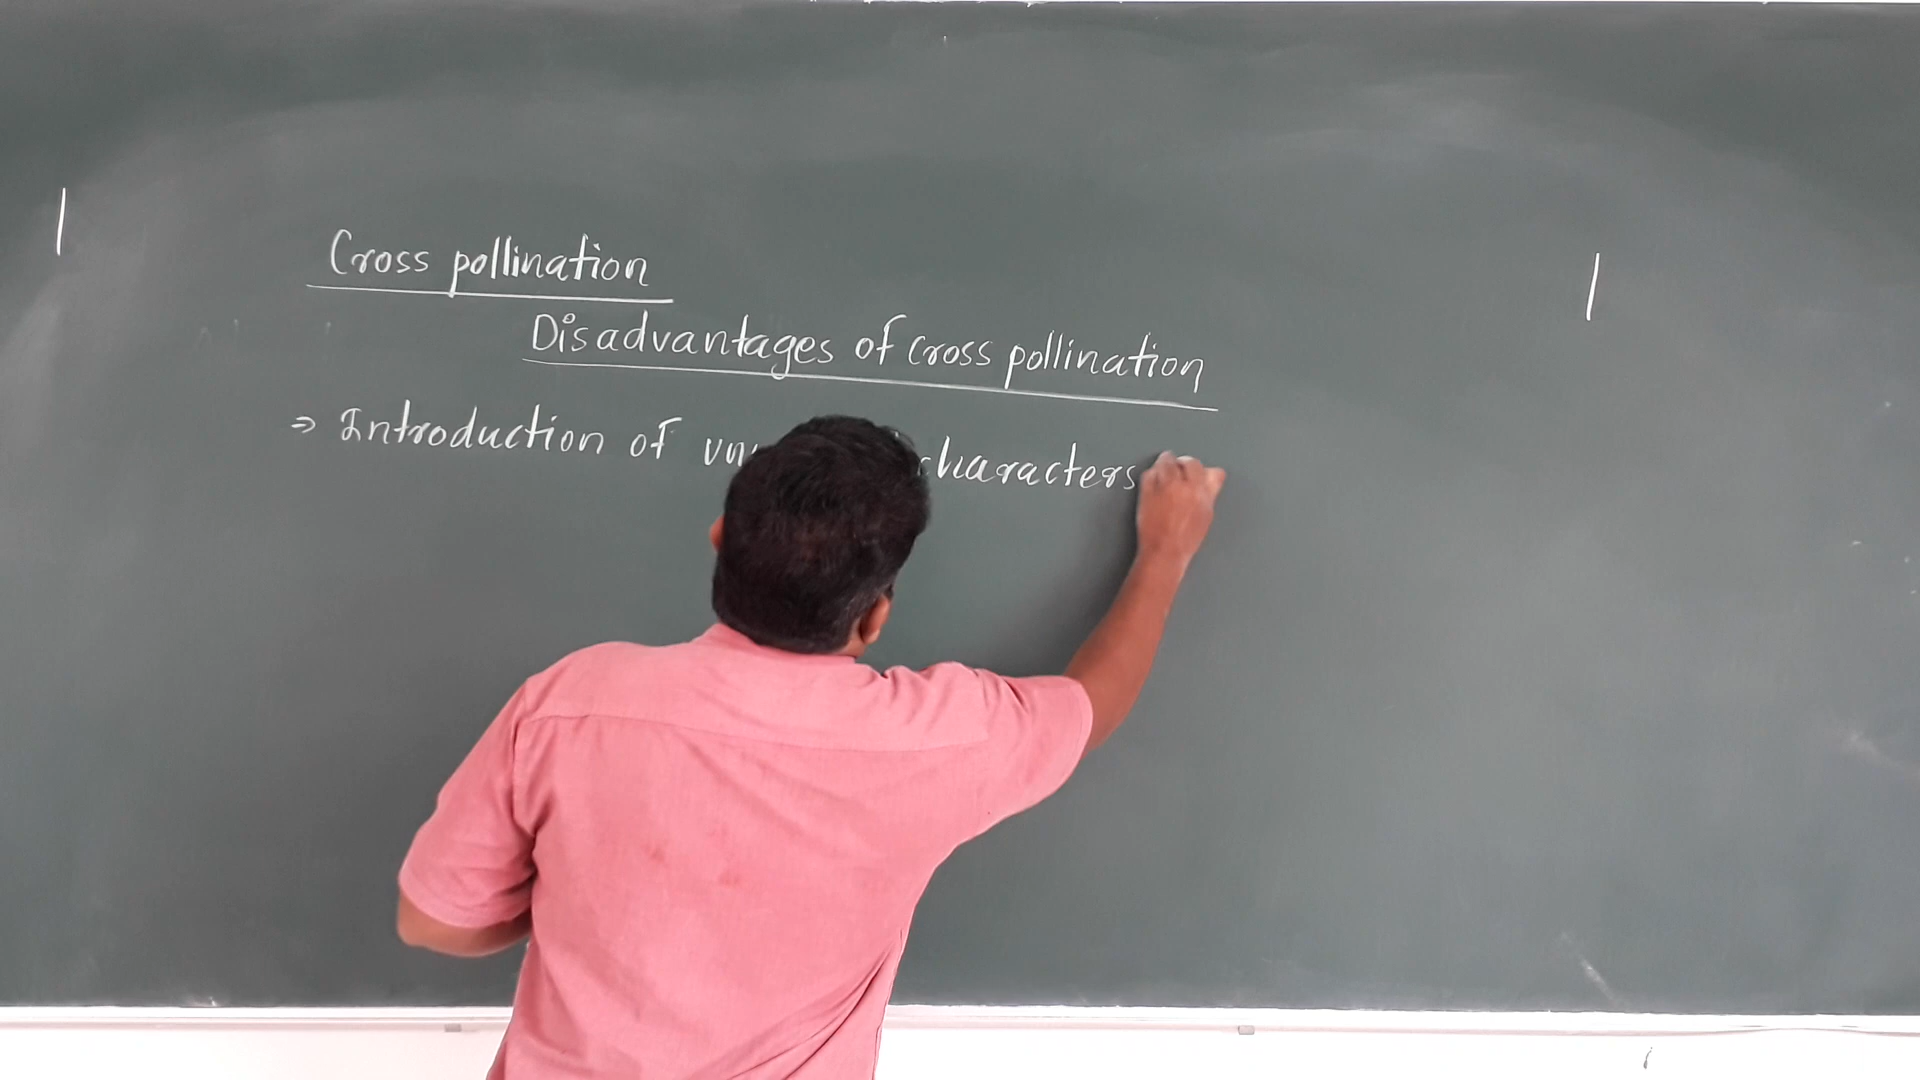 Cross pollination
Disadvantages of cross pollination
⇒ Introduction of characters